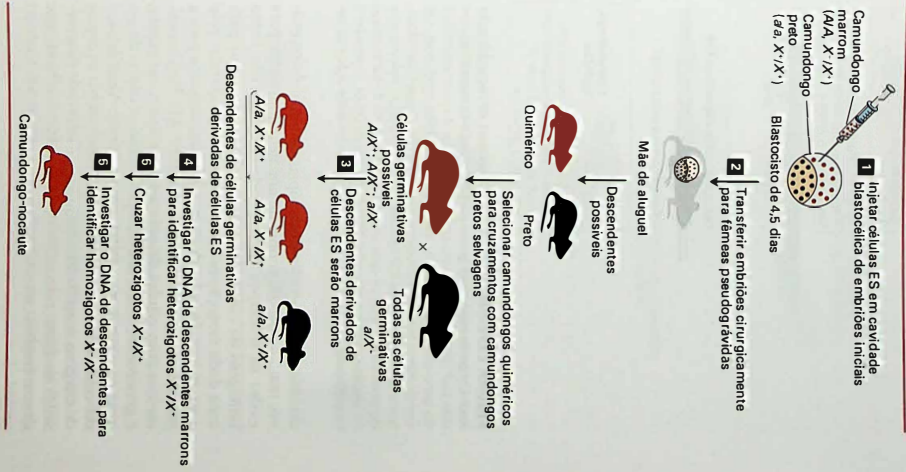 1 Injetar células ES em cavidade
blastocélica de embriões iniciais
Camundongo
marrom
(A/A, X⁻/X⁺)
Camundongo
preto
(a/a, X⁺/X⁺)
Blastocisto de 4,5 dias
2 Transferir embriões cirurgicamente
para fêmeas pseudográvidas
Mãe de aluguel
Descendentes
possíveis
Quimérico
Preto
Selecionar camundongos quiméricos
para cruzamentos com camundongos
pretos selvagens
×
Células germinativas
possíveis
A/X⁺; A/X⁻; a/X⁺
Todas as células
germinativas
a/X⁺
3 Descendentes derivados de
células ES serão marrons
A/a, X⁺/X⁺
A/a, X⁻/X⁺
a/a, X⁺/X⁺
Descendentes de células germinativas
derivadas de células ES
4 Investigar o DNA de descendentes marrons
para identificar heterozigotos X⁻/X⁺
5 Cruzar heterozigotos X⁻/X⁺
6 Investigar o DNA de descendentes para
identificar homozigotos X⁻/X⁻
Camundongo-nocaute